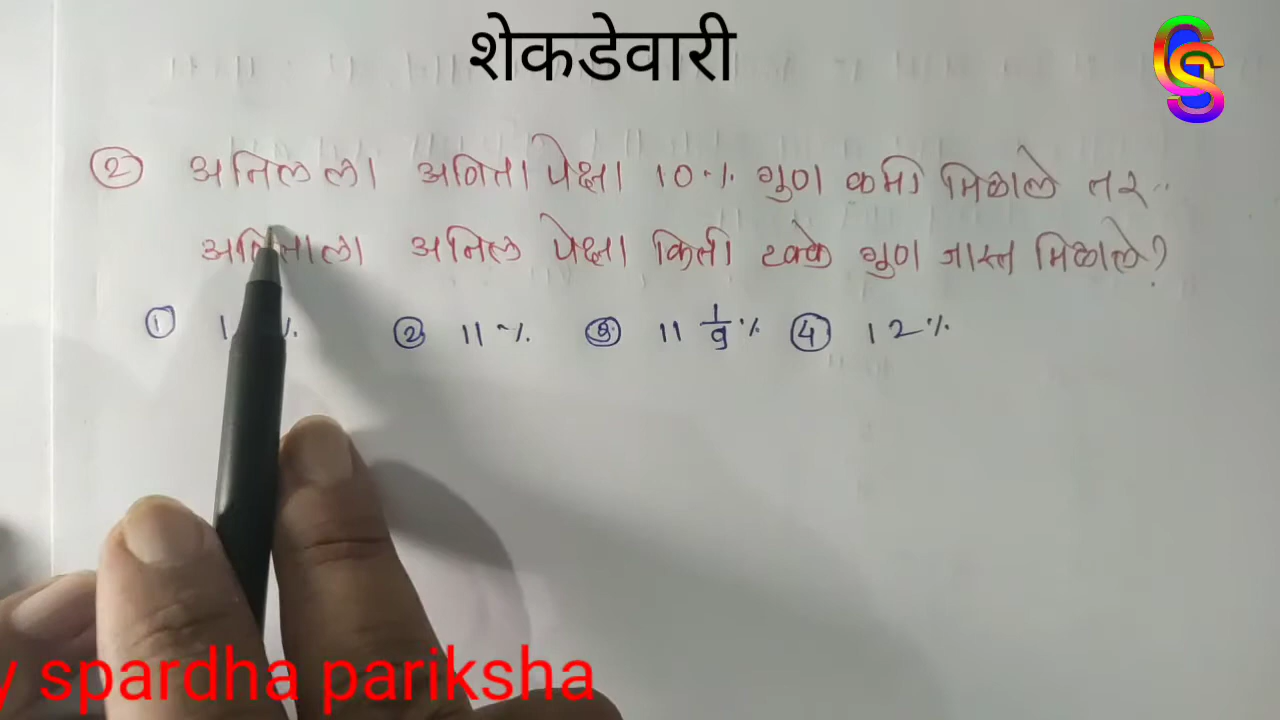 शेकडेवारी
GS
② अनिलला अनिता पेक्षा 10% गुण कमी मिळाले तर
अनिताला अनिल पेक्षा किती टक्के गुण जास्त मिळाले?
① % ② 11% ③ 11 1/9 % ④ 12%
y spardha pariksha